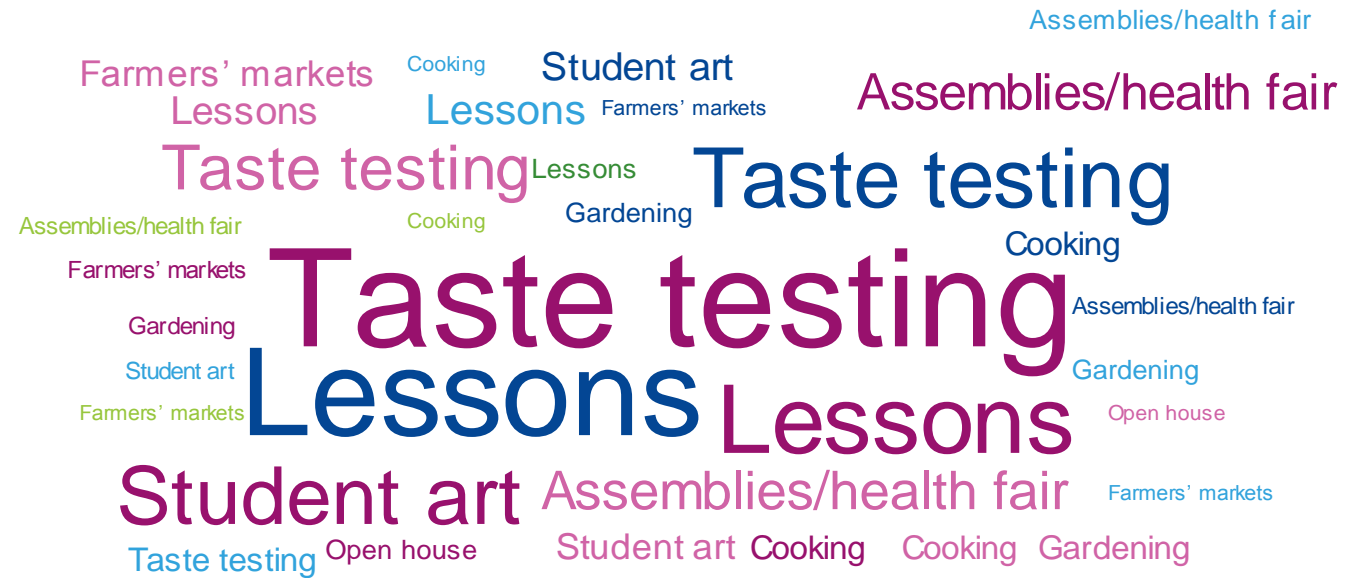 Assemblies/health fair
Farmers’ markets
Cooking
Student art
Assemblies/health fair
Lessons
Lessons
Farmers’ markets
Taste testing
Lessons
Taste testing
Assemblies/health fair
Cooking
Gardening
Cooking
Farmers’ markets
Taste testing
Assemblies/health fair
Gardening
Student art
Gardening
Farmers’ markets
Lessons
Lessons
Open house
Student art
Assemblies/health fair
Farmers’ markets
Taste testing
Open house
Student art
Cooking
Cooking
Gardening